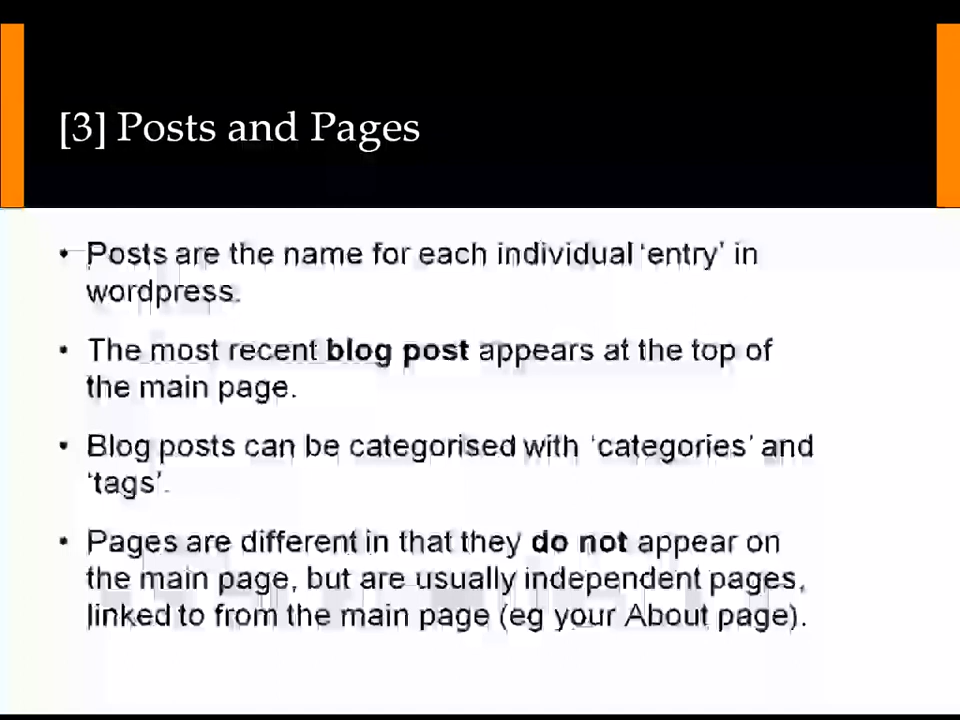 [3] Posts and Pages
• Posts are the name for each individual ‘entry’ in
wordpress.
• The most recent blog post appears at the top of
the main page.
• Blog posts can be categorised with ‘categories’ and
‘tags’.
• Pages are different in that they do not appear on
the main page, but are usually independent pages,
linked to from the main page (eg your About page).